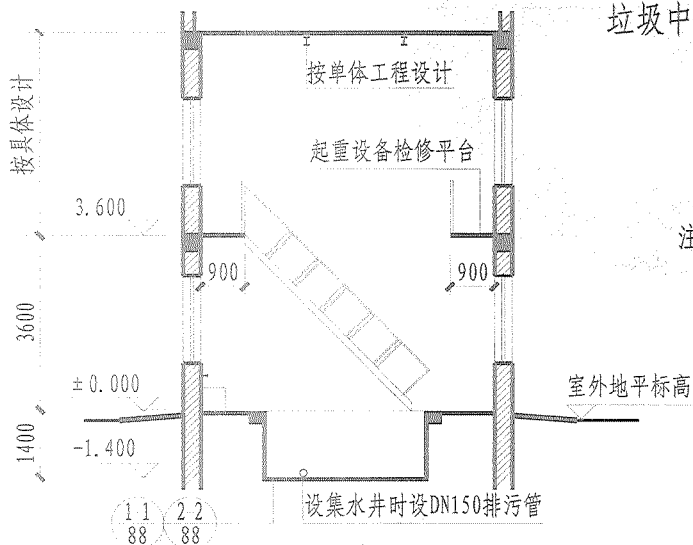 垃圾中
按单体工程设计
按具体设计
起重设备检修平台
3.600
注
900
900
3600
±0.000
室外地平标高
1400
-1.400
设集水井时设DN150排污管
1 1
88
2-2
88